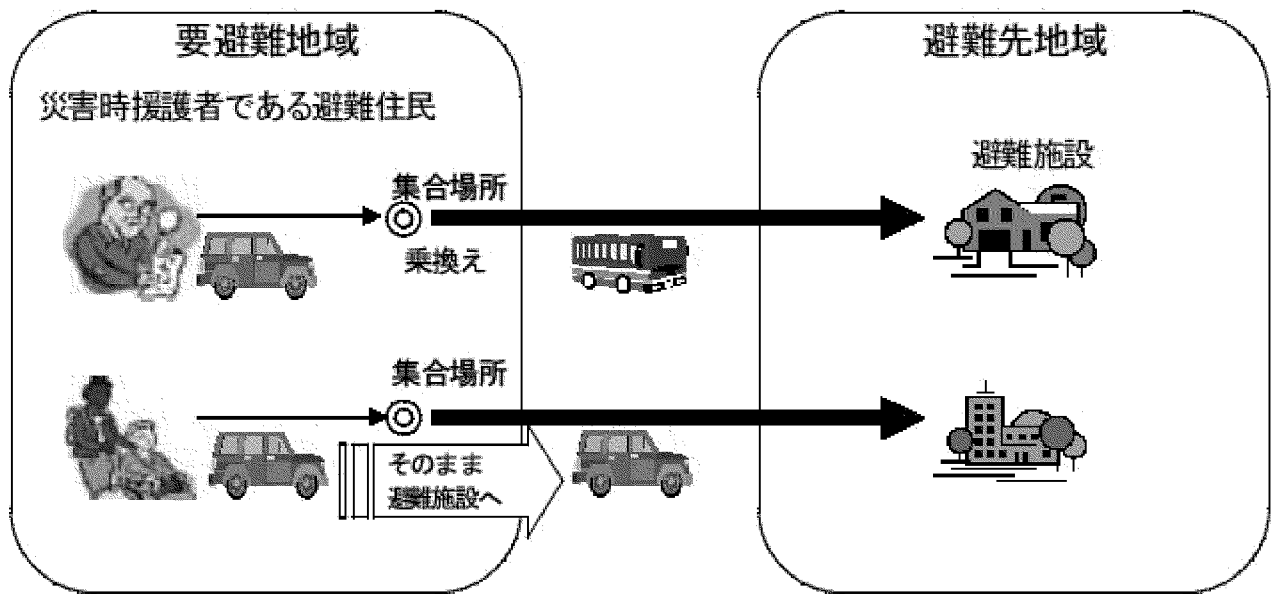 要避難地域
避難先地域
災害時援護者である避難住民
避難施設
集合場所
乗換え
集合場所
そのまま
避難施設へ